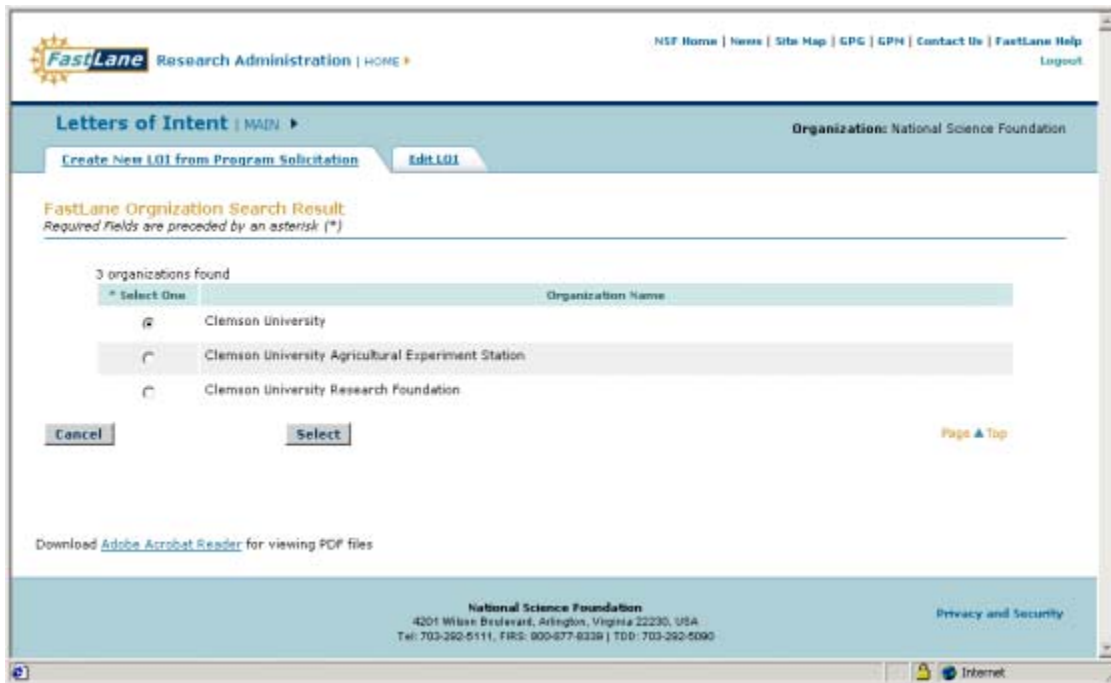 NSF Home | News | Site Map | GPG | GPM | Contact Us | FastLane Help
FastLane Research Administration | HOME
Logout
Letters of Intent | MAIN
Organization: National Science Foundation
Create New LOI from Program Solicitation Edit LOI
FastLane Orgnization Search Result
Required Fields are preceded by an asterisk (*)
3 organizations found
* Select One Organization Name
Clemson University
Clemson University Agricultural Experiment Station
Clemson University Research Foundation
Cancel Select Page Top
Download Adobe Acrobat Reader for viewing PDF files
National Science Foundation
4201 Wilson Boulevard, Arlington, Virginia 22230, USA
Tel: 703-292-5111, FIRS: 800-877-8339 | TDD: 703-292-5090
Privacy and Security
Internet